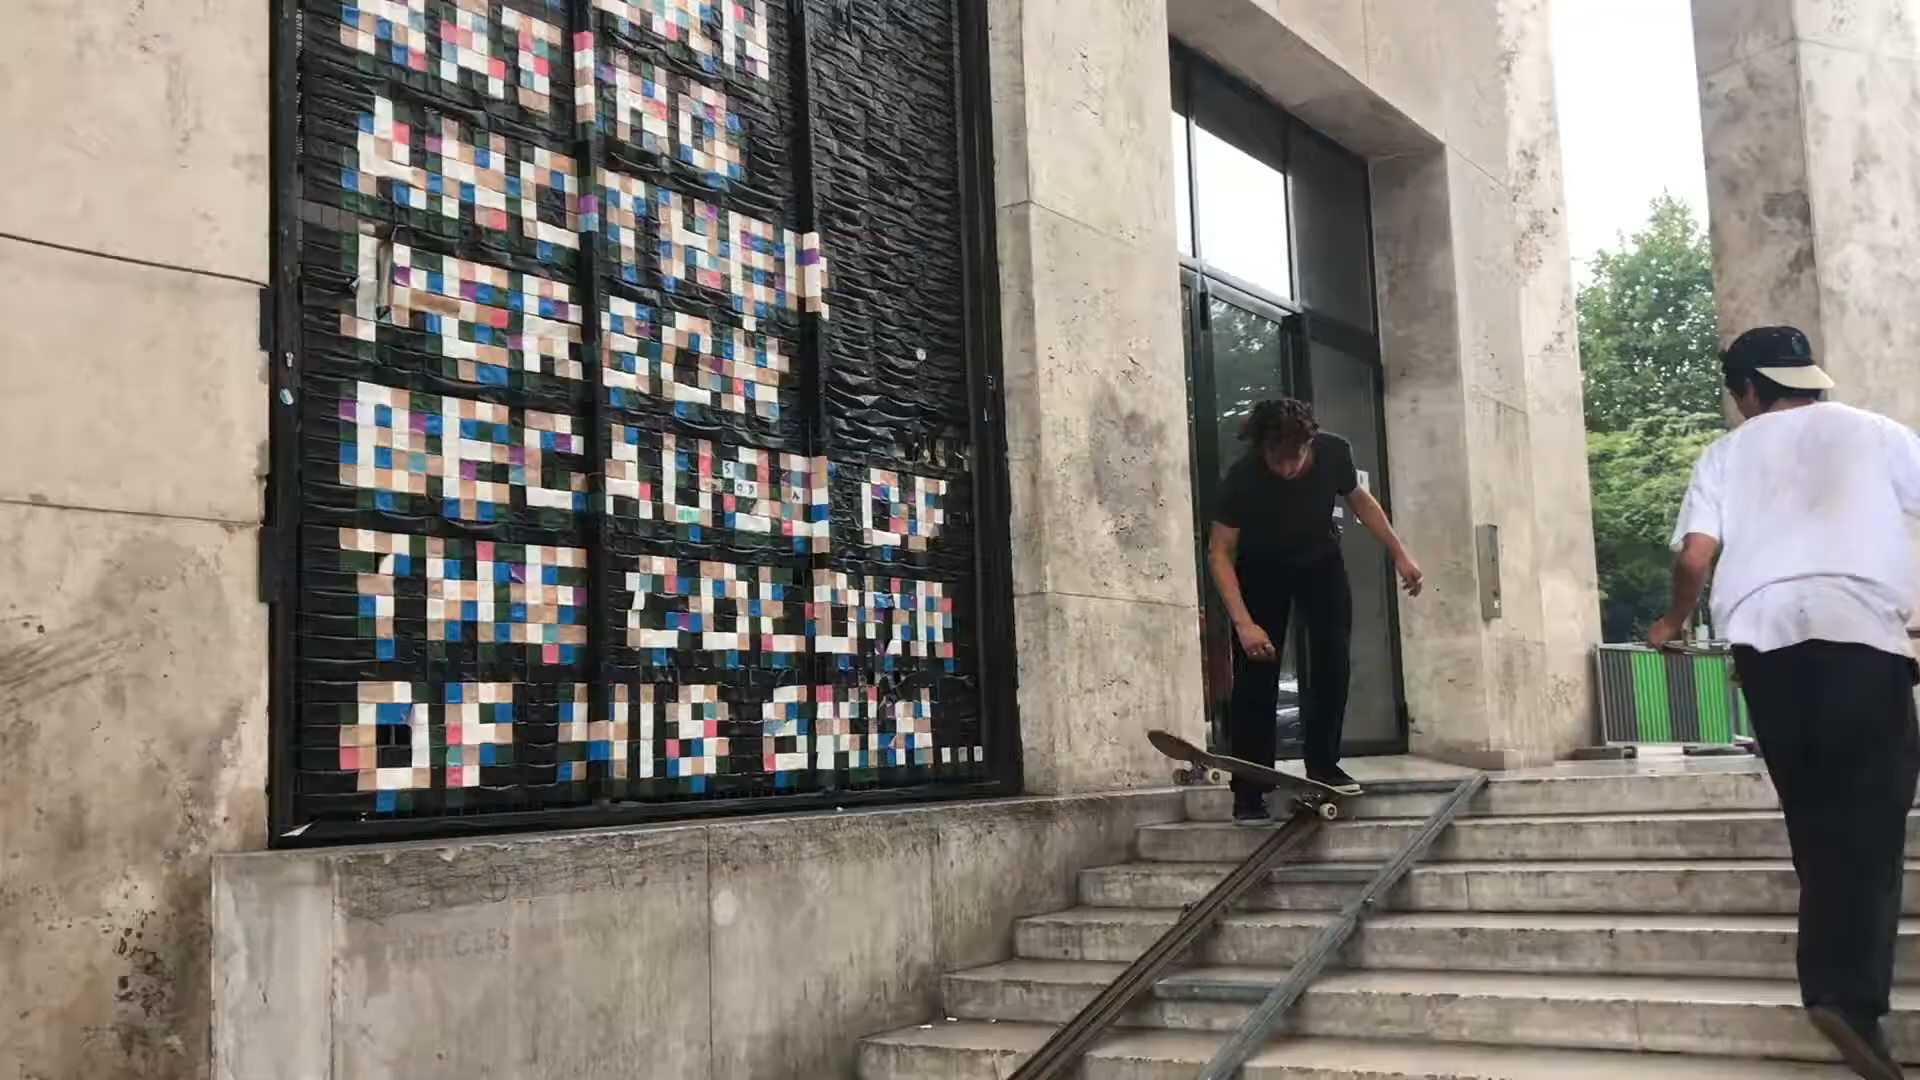 ANOTHER
PERSON
BECAUSE OF
THE COLOUR
OF HIS SKIN...